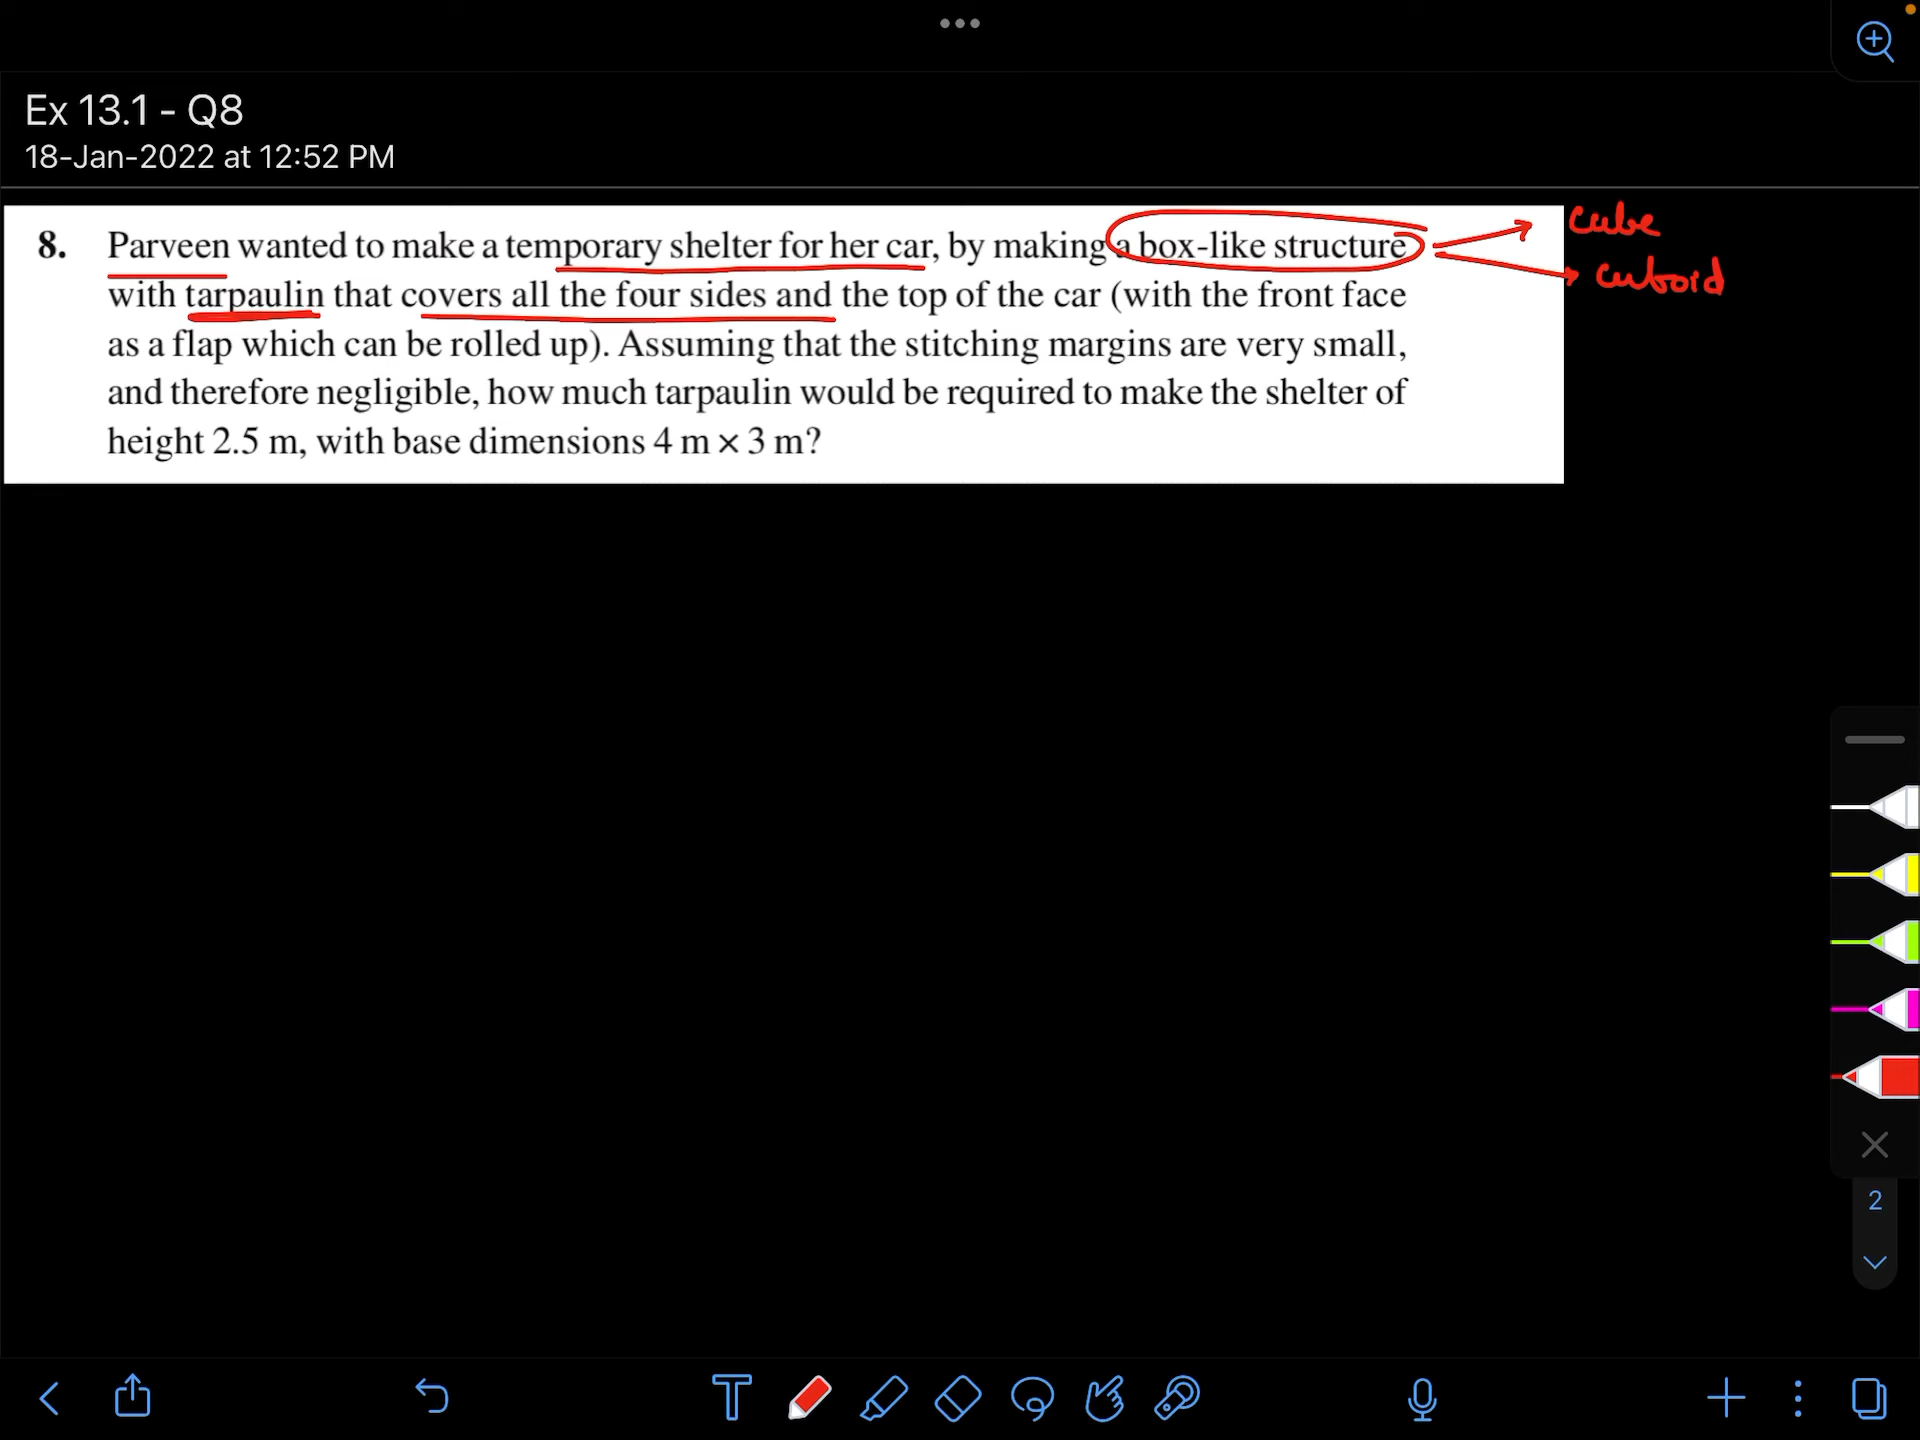 Ex 13.1 - Q8
18-Jan-2022 at 12:52 PM
8. Parveen wanted to make a temporary shelter for her car, by making a box-like structure
with tarpaulin that covers all the four sides and the top of the car (with the front face
as a flap which can be rolled up). Assuming that the stitching margins are very small,
and therefore negligible, how much tarpaulin would be required to make the shelter of
height 2.5 m, with base dimensions 4 m × 3 m?
cube
cuboid
2